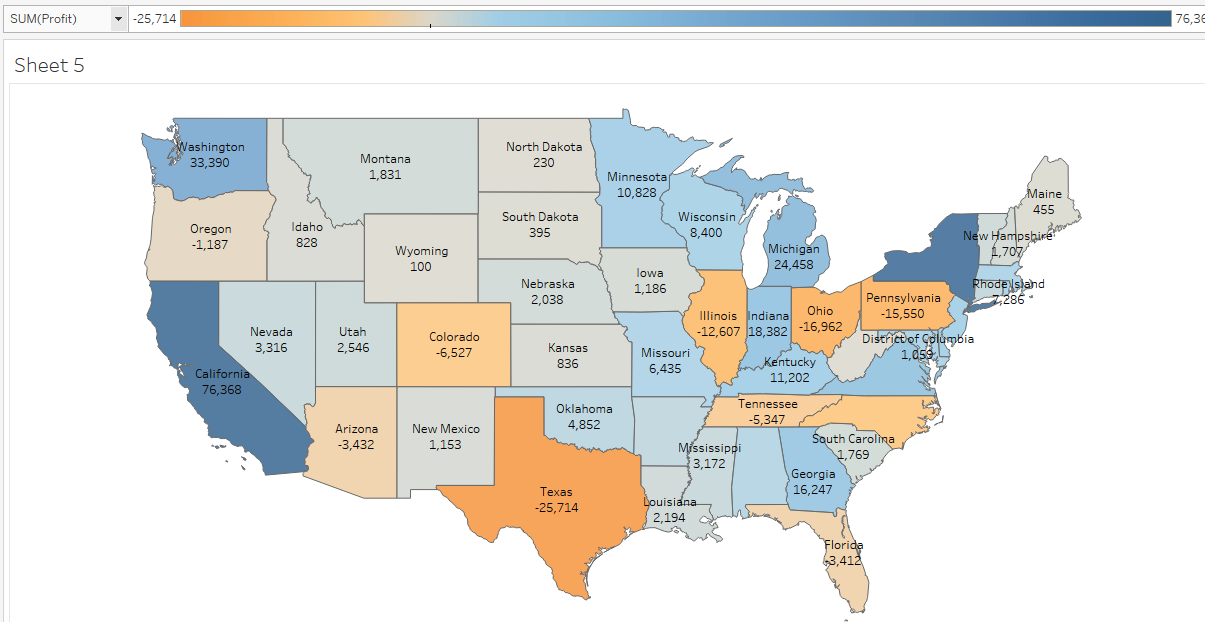 SUM(Profit)
-25,714
76,36
Sheet 5
Washington
33,390
Montana
1,831
North Dakota
230
Minnesota
10,828
Maine
455
Oregon
-1,187
Idaho
828
South Dakota
395
Wisconsin
8,400
New Hampshire
1,707
Wyoming
100
Michigan
24,458
Iowa
1,186
Nebraska
2,038
Rhode Island
7,286
Pennsylvania
-15,550
Nevada
3,316
Utah
2,546
Colorado
-6,527
Illinois
-12,607
Indiana
18,382
Ohio
-16,962
District of Columbia
1,059
Kansas
836
Missouri
6,435
Kentucky
11,202
California
76,368
Arizona
-3,432
New Mexico
1,153
Oklahoma
4,852
Tennessee
-5,347
South Carolina
1,769
Mississippi
3,172
Georgia
16,247
Texas
-25,714
Louisiana
2,194
Florida
-3,412